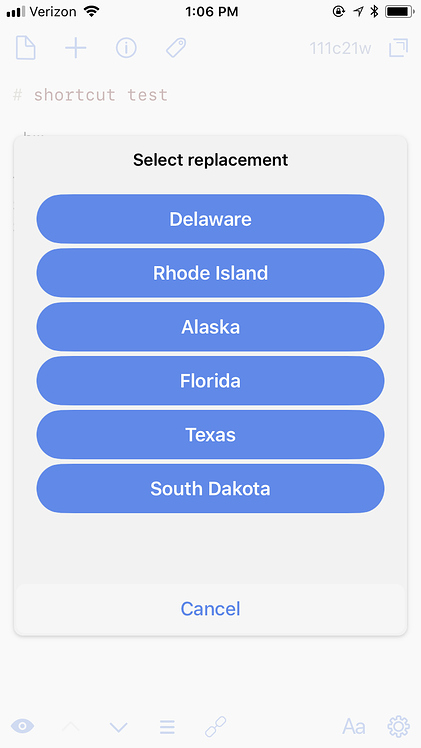 Verizon 1:06 PM
111c21w
# shortcut test
Select replacement
Delaware
Rhode Island
Alaska
Florida
Texas
South Dakota
Cancel
Aa